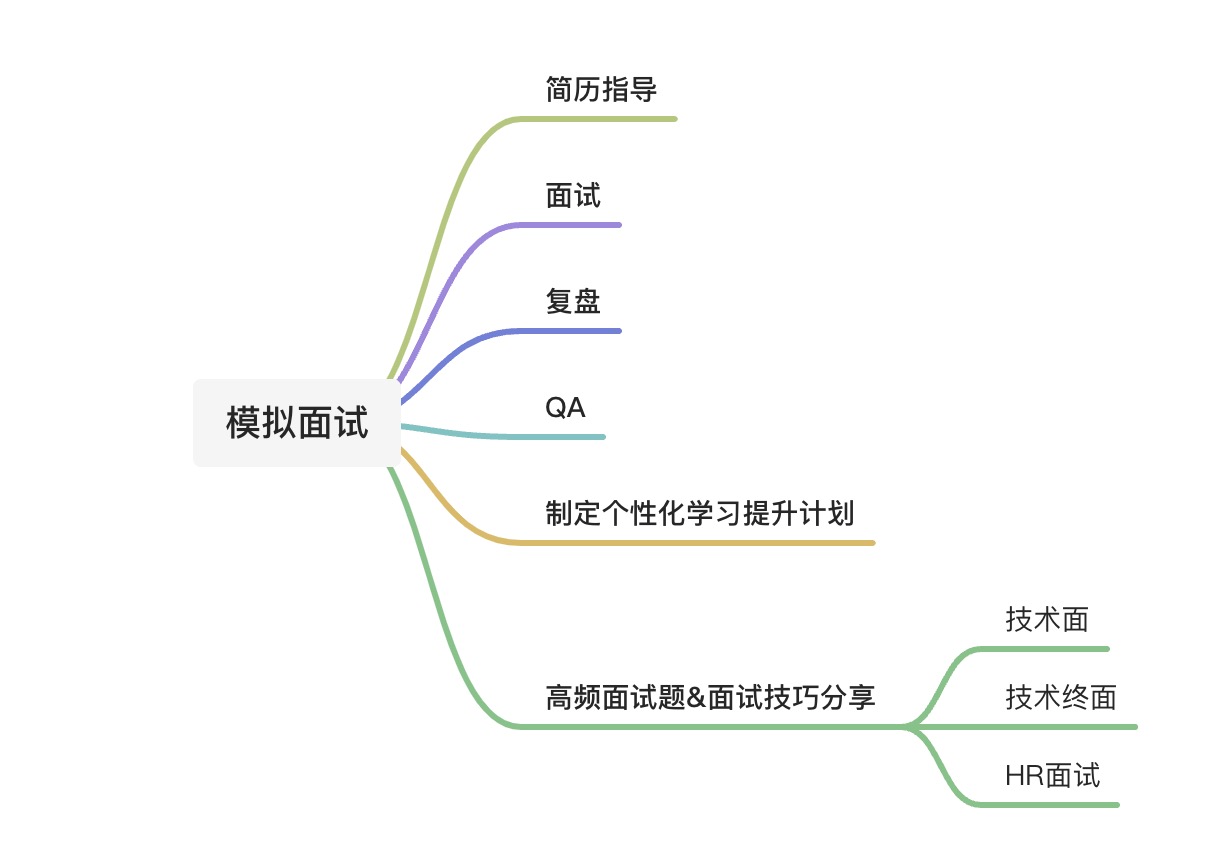 简历指导
面试
复盘
QA
模拟面试
制定个性化学习提升计划
高频面试题&面试技巧分享
技术面
技术终面
HR面试